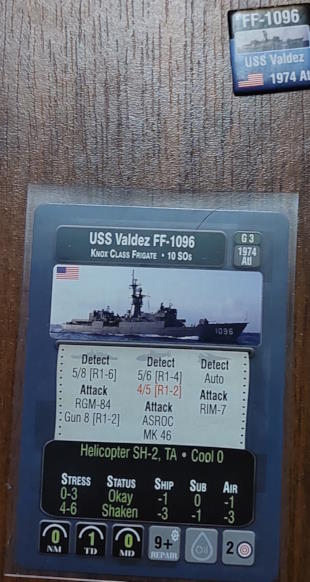 FF-1096
USS Valdez
1974 Atl
USS Valdez FF-1096
Knox Class Frigate • 10 SOs
G 3
1974
Atl
1096
Detect Detect Detect
5/8 [R1-6] 5/6 [R1-4] Auto
Attack 4/5 [R1-2] Attack
RGM-84 Attack RIM-7
Gun 8 [R1-2] ASROC
MK 46
Helicopter SH-2, TA • Cool 0
Stress Status Ship Sub Air
0-3 Okay -1 0 -1
4-6 Shaken -3 -1 -3
0 1 0 9+ Oil 2
NM TD MD REPAIR